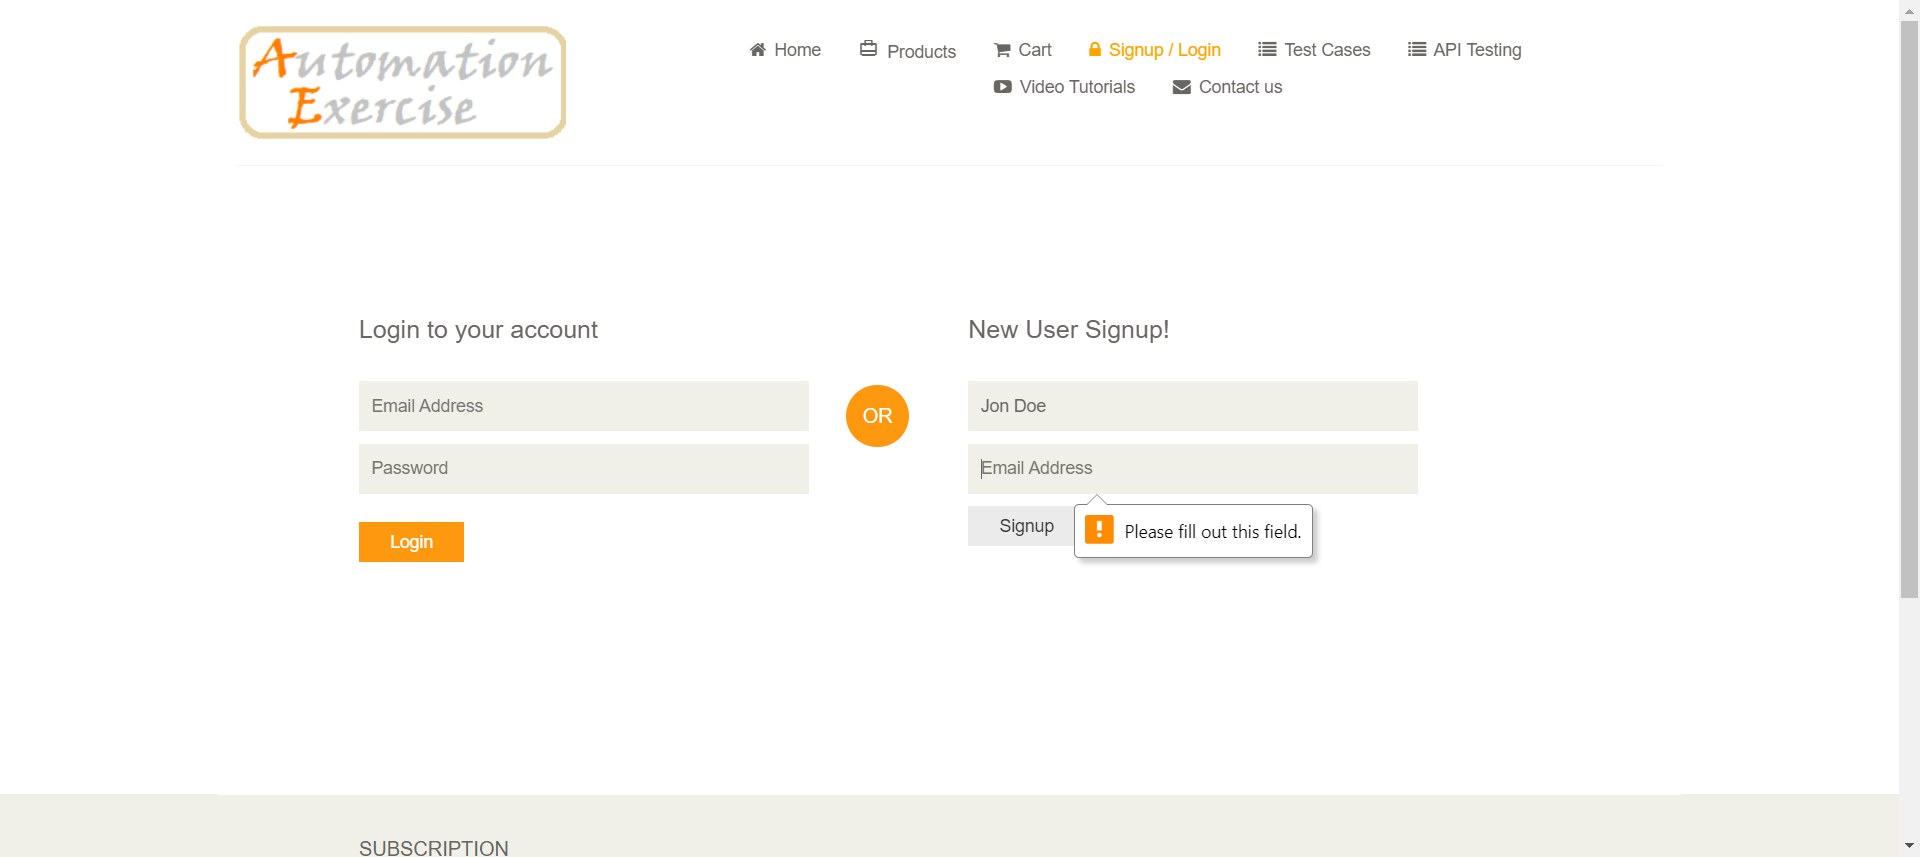 Automation
Exercise
Home Products Cart Signup / Login Test Cases API Testing
Video Tutorials Contact us
Login to your account
Email Address
Password
Login
OR
New User Signup!
Jon Doe
Email Address
Signup
Please fill out this field.
SUBSCRIPTION